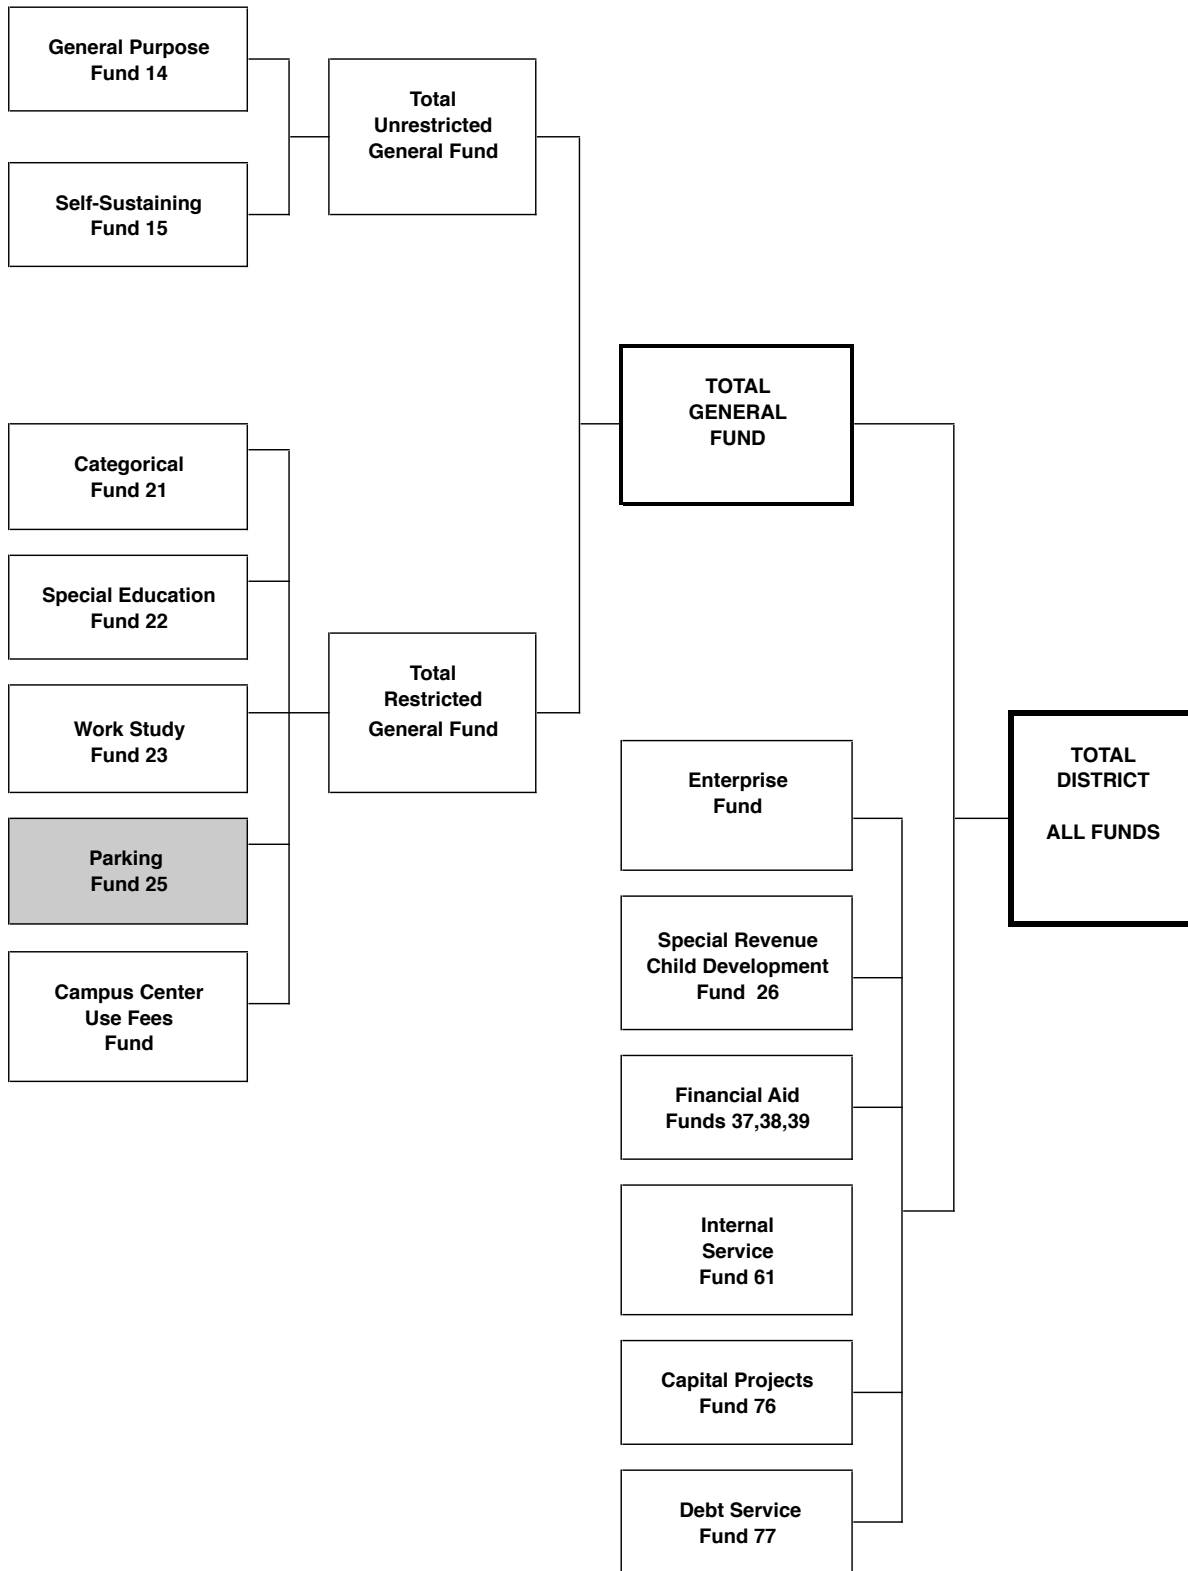 General Purpose
Fund 14
Total
Unrestricted
General Fund
Self-Sustaining
Fund 15
TOTAL
GENERAL
FUND
Categorical
Fund 21
Special Education
Fund 22
Total
Restricted
General Fund
Work Study
Fund 23
Parking
Fund 25
Campus Center
Use Fees
Fund
Enterprise
Fund
Special Revenue
Child Development
Fund  26
Financial Aid
Funds 37,38,39
Internal
Service
Fund 61
Capital Projects
Fund 76
Debt Service
Fund 77
TOTAL
DISTRICT
ALL FUNDS